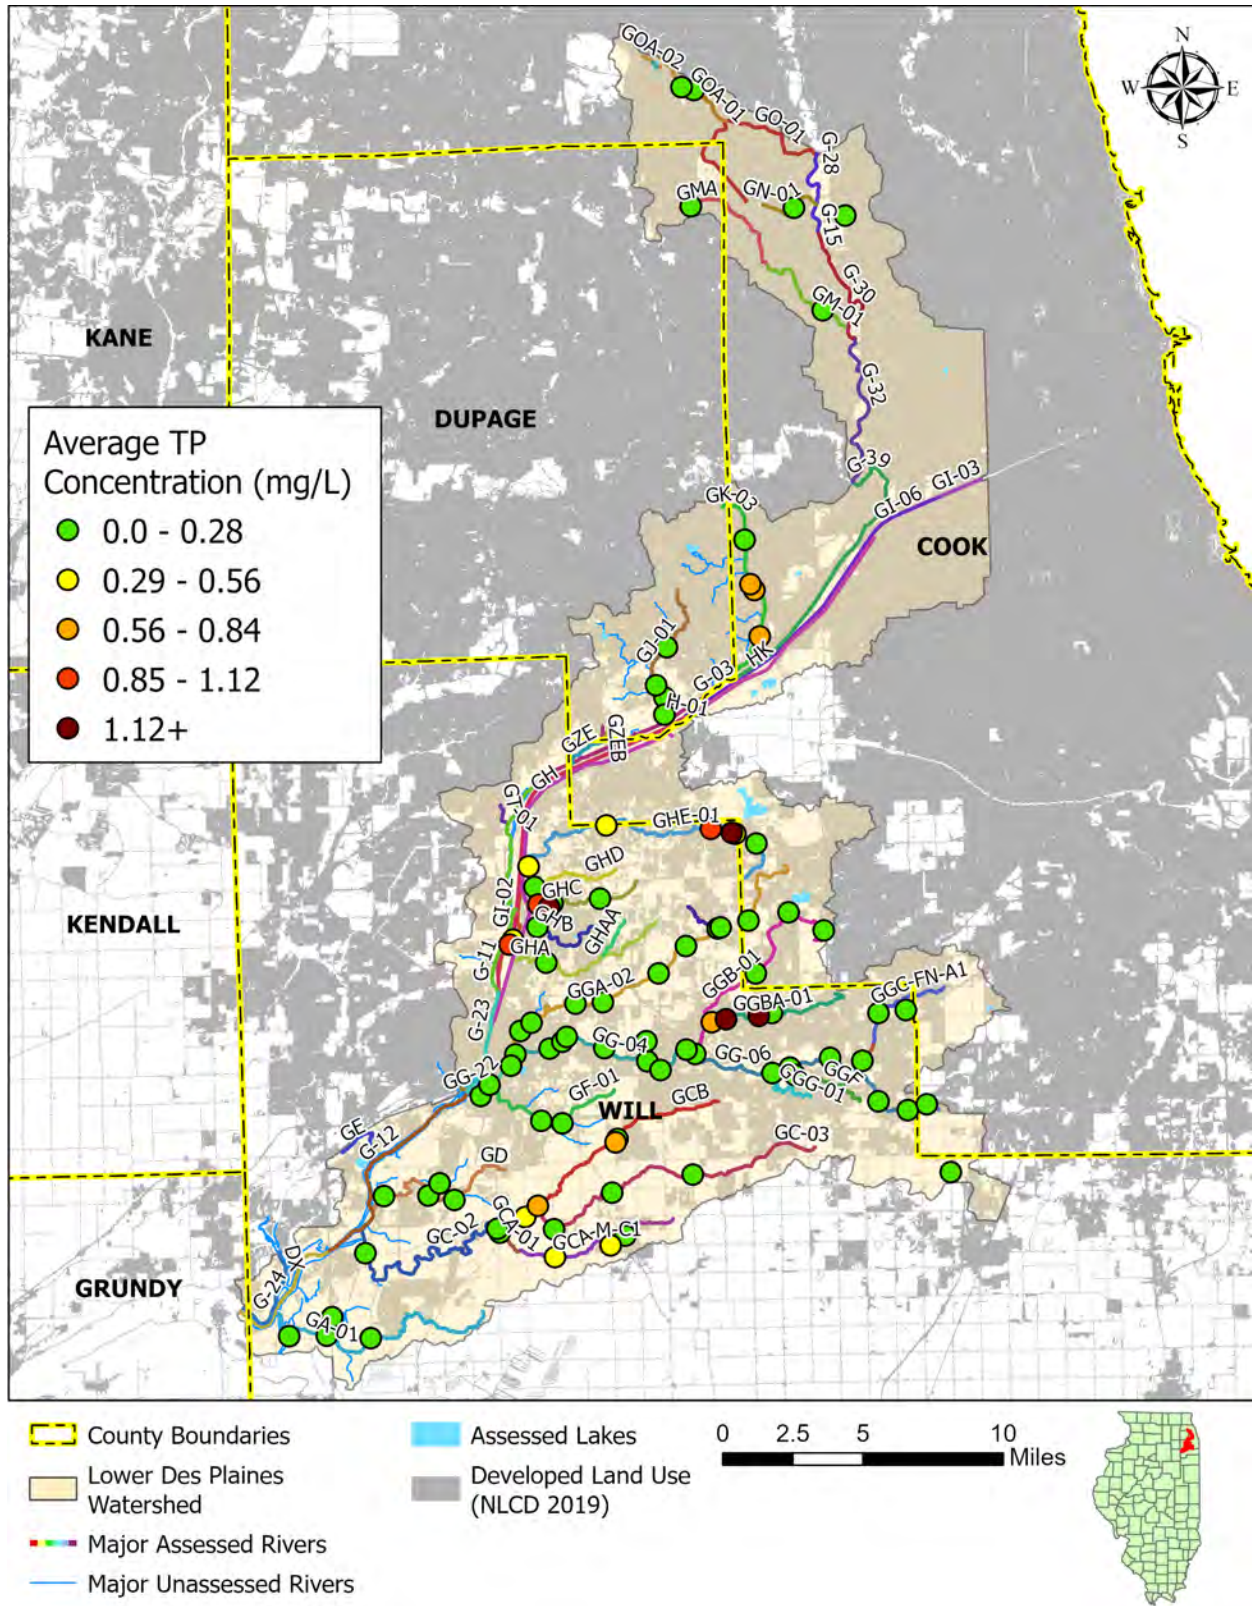 N
W E
S
GOA-02
GOA-01
GO-01
G-28
GMA
GN-01
G-15
G-30
GM-01
KANE
G-32
DUPAGE
Average TP
Concentration (mg/L)
0.0 - 0.28
0.29 - 0.56
0.56 - 0.84
0.85 - 1.12
1.12+
G-39
GI-03
GI-06
GK-03
COOK
GJ-01
HK
G-03
H-01
GZE
GZEB
GH
GT-01
GHE-01
GHD
GHC
GI-02
GHB
GHAA
KENDALL
GHA
G-11
GGB-01
GGA-02
GGC-FN-A1
GGBA-01
G-23
GG-04
GG-06
GGF
GGG-01
GG-22
GF-01
GCB
WILL
GE
G-12
GC-03
GD
GCA-01
GC-02
GCA-M-C1
DX
G-24
GRUNDY
GA-01
County Boundaries
Lower Des Plaines
Watershed
Major Assessed Rivers
Major Unassessed Rivers
Assessed Lakes
Developed Land Use
(NLCD 2019)
0 2.5 5 10
Miles